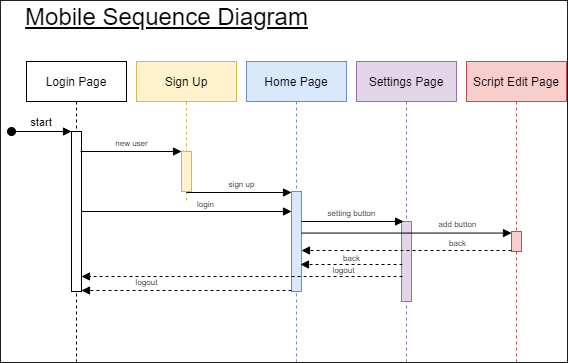 Mobile Sequence Diagram
Login Page
Sign Up
Home Page
Settings Page
Script Edit Page
start
new user
sign up
login
setting button
add button
back
back
logout
logout